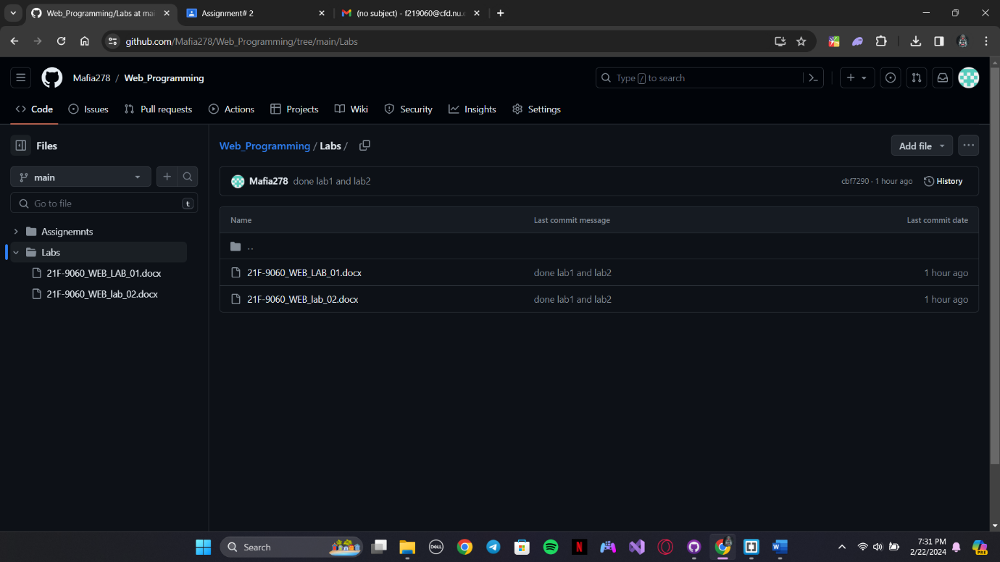 Web_Programming/Labs at mai
Assignment# 2
(no subject) - f219060@cfd.nu.e
github.com/Mafia278/Web_Programming/tree/main/Labs
Mafia278 / Web_Programming
Type / to search
Code Issues Pull requests Actions Projects Wiki Security Insights Settings
Files
Web_Programming / Labs /
Add file
main
Mafia278 done lab1 and lab2
cbf7290 · 1 hour ago
History
Go to file
t
Name Last commit message Last commit date
Assignemnts
..
Labs
21F-9060_WEB_LAB_01.docx
21F-9060_WEB_LAB_01.docx done lab1 and lab2 1 hour ago
21F-9060_WEB_lab_02.docx
21F-9060_WEB_lab_02.docx done lab1 and lab2 1 hour ago
Search
DELL
N
W
7:31 PM
2/22/2024
PRE